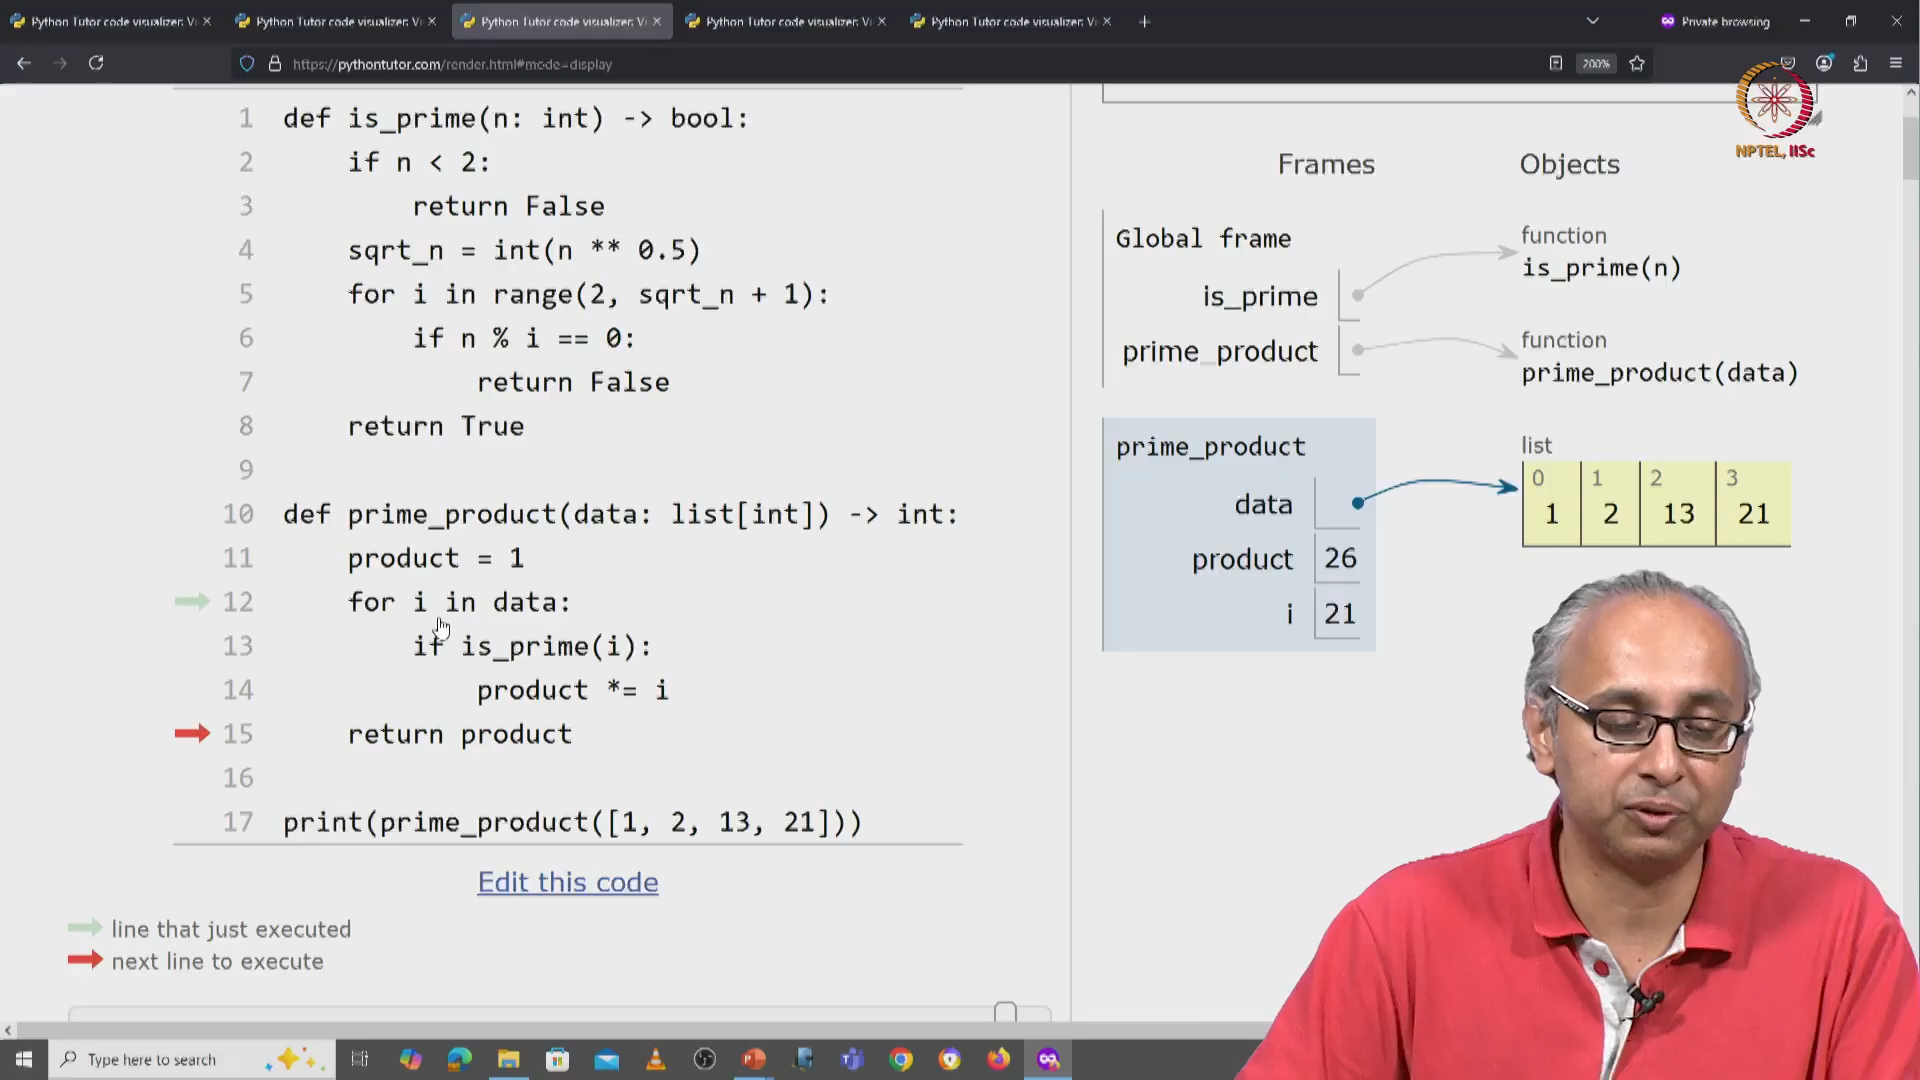 Python Tutor code visualizer: Vi
Python Tutor code visualizer: Vi
Python Tutor code visualizer: Vi
Python Tutor code visualizer: Vi
Python Tutor code visualizer: Vi
Private browsing
https://pythontutor.com/render.html#mode=display
200%
NPTEL, IISc
1 def is_prime(n: int) -> bool:
2 if n < 2:
3 return False
4 sqrt_n = int(n ** 0.5)
5 for i in range(2, sqrt_n + 1):
6 if n % i == 0:
7 return False
8 return True
9
10 def prime_product(data: list[int]) -> int:
11 product = 1
12 for i in data:
13 if is_prime(i):
14 product *= i
15 return product
16
17 print(prime_product([1, 2, 13, 21]))
Edit this code
line that just executed
next line to execute
Frames Objects
Global frame
is_prime
prime_product
function
is_prime(n)
function
prime_product(data)
prime_product
data
product 26
i 21
list
0 1 2 3
1 2 13 21
Type here to search